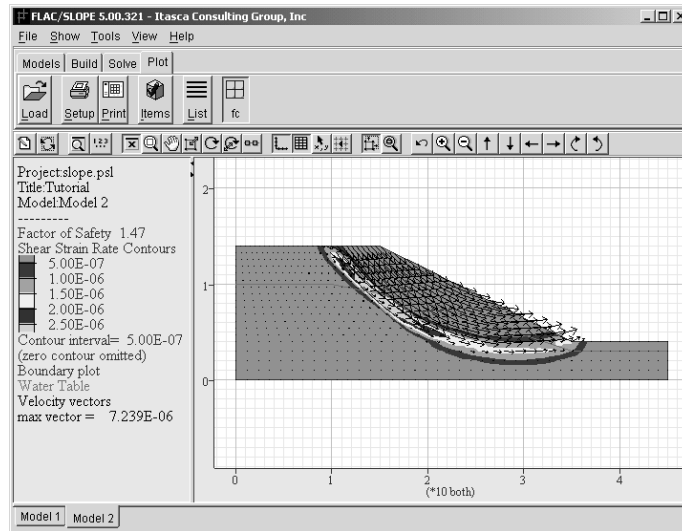 FLAC/SLOPE 5.00.321 - Itasca Consulting Group, Inc
File Show Tools View Help
Models Build Solve Plot
Load Setup Print Items List fc
Project:slope.psl
Title:Tutorial
Model:Model 2
---------
Factor of Safety 1.47
Shear Strain Rate Contours
5.00E-07
1.00E-06
1.50E-06
2.00E-06
2.50E-06
Contour interval= 5.00E-07
(zero contour omitted)
Boundary plot
Water Table
Velocity vectors
max vector = 7.239E-06
2
1
0
0 1 2 3 4
(*10 both)
Model 1 Model 2